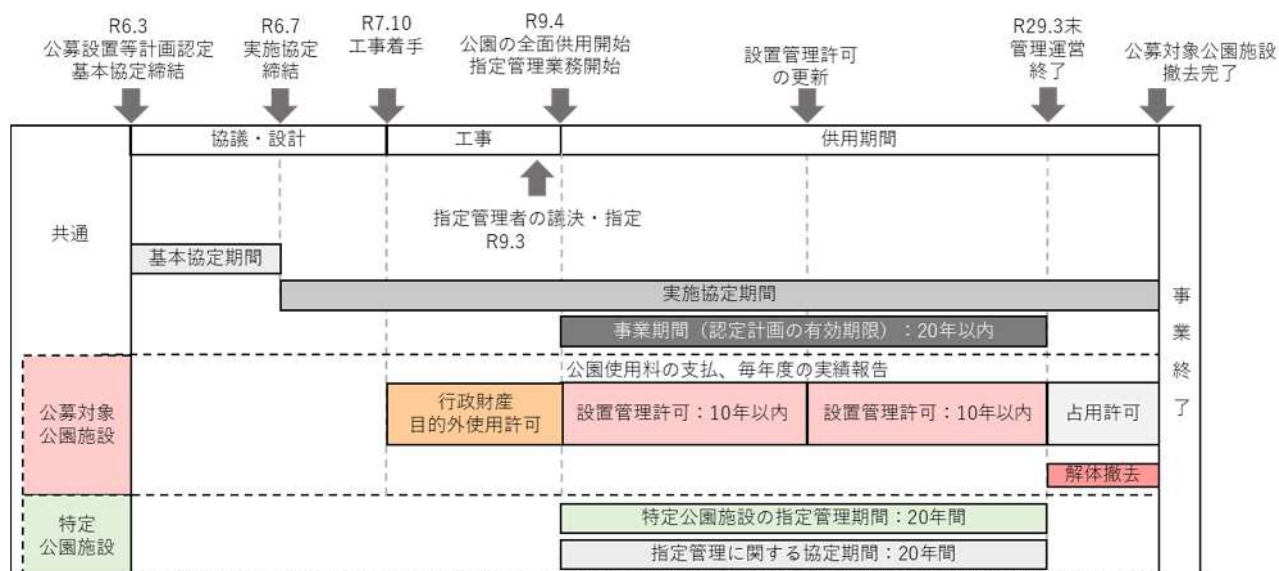 R6.3
公募設置等計画認定
基本協定締結
R6.7
実施協定
締結
R7.10
工事着手
R9.4
公園の全面供用開始
指定管理業務開始
設置管理許可
の更新
R29.3末
管理運営
終了
公募対象公園施設
撤去完了
協議・設計
工事
供用期間
指定管理者の議決・指定
R9.3
共通
基本協定期間
実施協定期間
事業期間（認定計画の有効期限）：20年以内
事業終了
公園使用料の支払、毎年度の実績報告
公募対象
公園施設
行政財産
目的外使用許可
設置管理許可：10年以内
設置管理許可：10年以内
占用許可
解体撤去
特定
公園施設
特定公園施設の指定管理期間：20年間
指定管理に関する協定期間：20年間